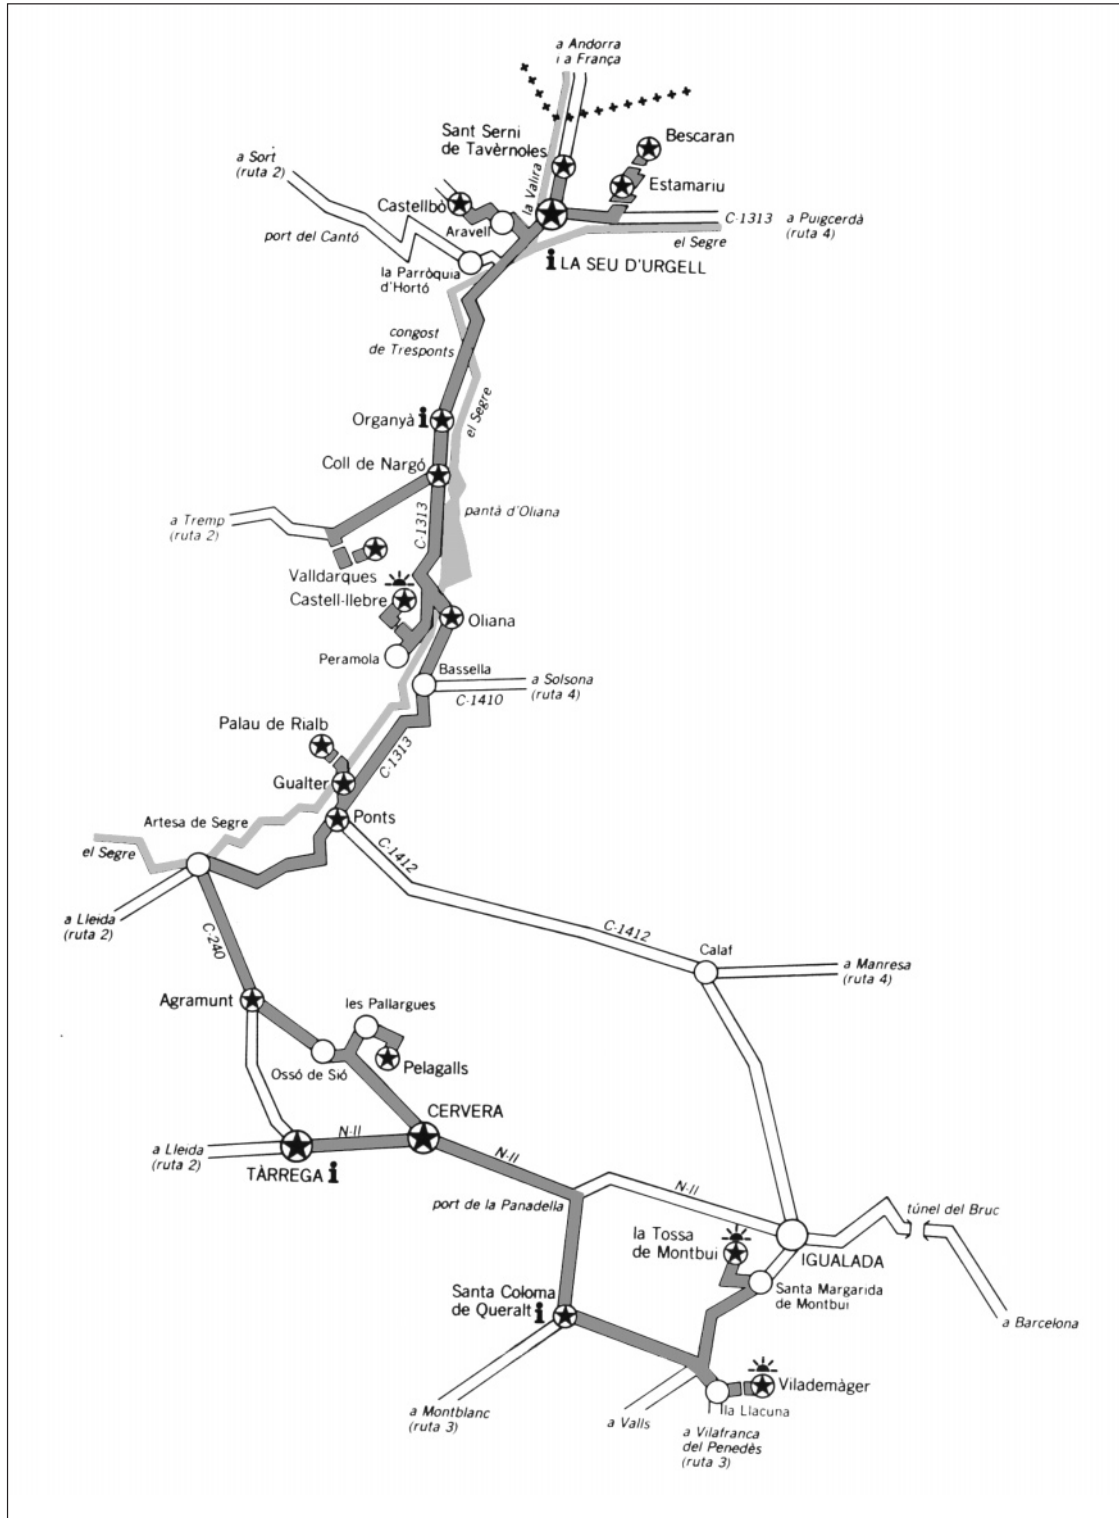 a Andorra
i a França
Sant Serni
de Tavèrnoles
Bescaran
a Sort
(ruta 2)
la Valira
Estamariu
Castellbò
port del Cantó
Aravell
C-1313
a Puigcerdà
(ruta 4)
el Segre
la Parròquia
d'Hortó
i LA SEU D'URGELL
congost
de Tresponts
el Segre
Organyà i
Coll de Nargó
C-1313
pantà d'Oliana
a Tremp
(ruta 2)
Valldarques
Castell-llebre
Oliana
Peramola
Bassella
a Solsona
(ruta 4)
C-1410
Palau de Rialb
C-1313
Gualter
Artesa de Segre
Ponts
el Segre
C-1412
a Lleida
(ruta 2)
C-240
C-1412
Calaf
a Manresa
(ruta 4)
Agramunt
les Pallargues
Ossó de Sió
Pelagalls
CERVERA
N-II
a Lleida
(ruta 2)
TÀRREGA i
N-II
port de la Panadella
N-II
túnel del Bruc
la Tossa
de Montbui
IGUALADA
Santa Coloma
de Queralt i
Santa Margarida
de Montbui
a Barcelona
Vilademàger
la Llacuna
a Montblanc
(ruta 3)
a Valls
a Vilafranca
del Penedès
(ruta 3)